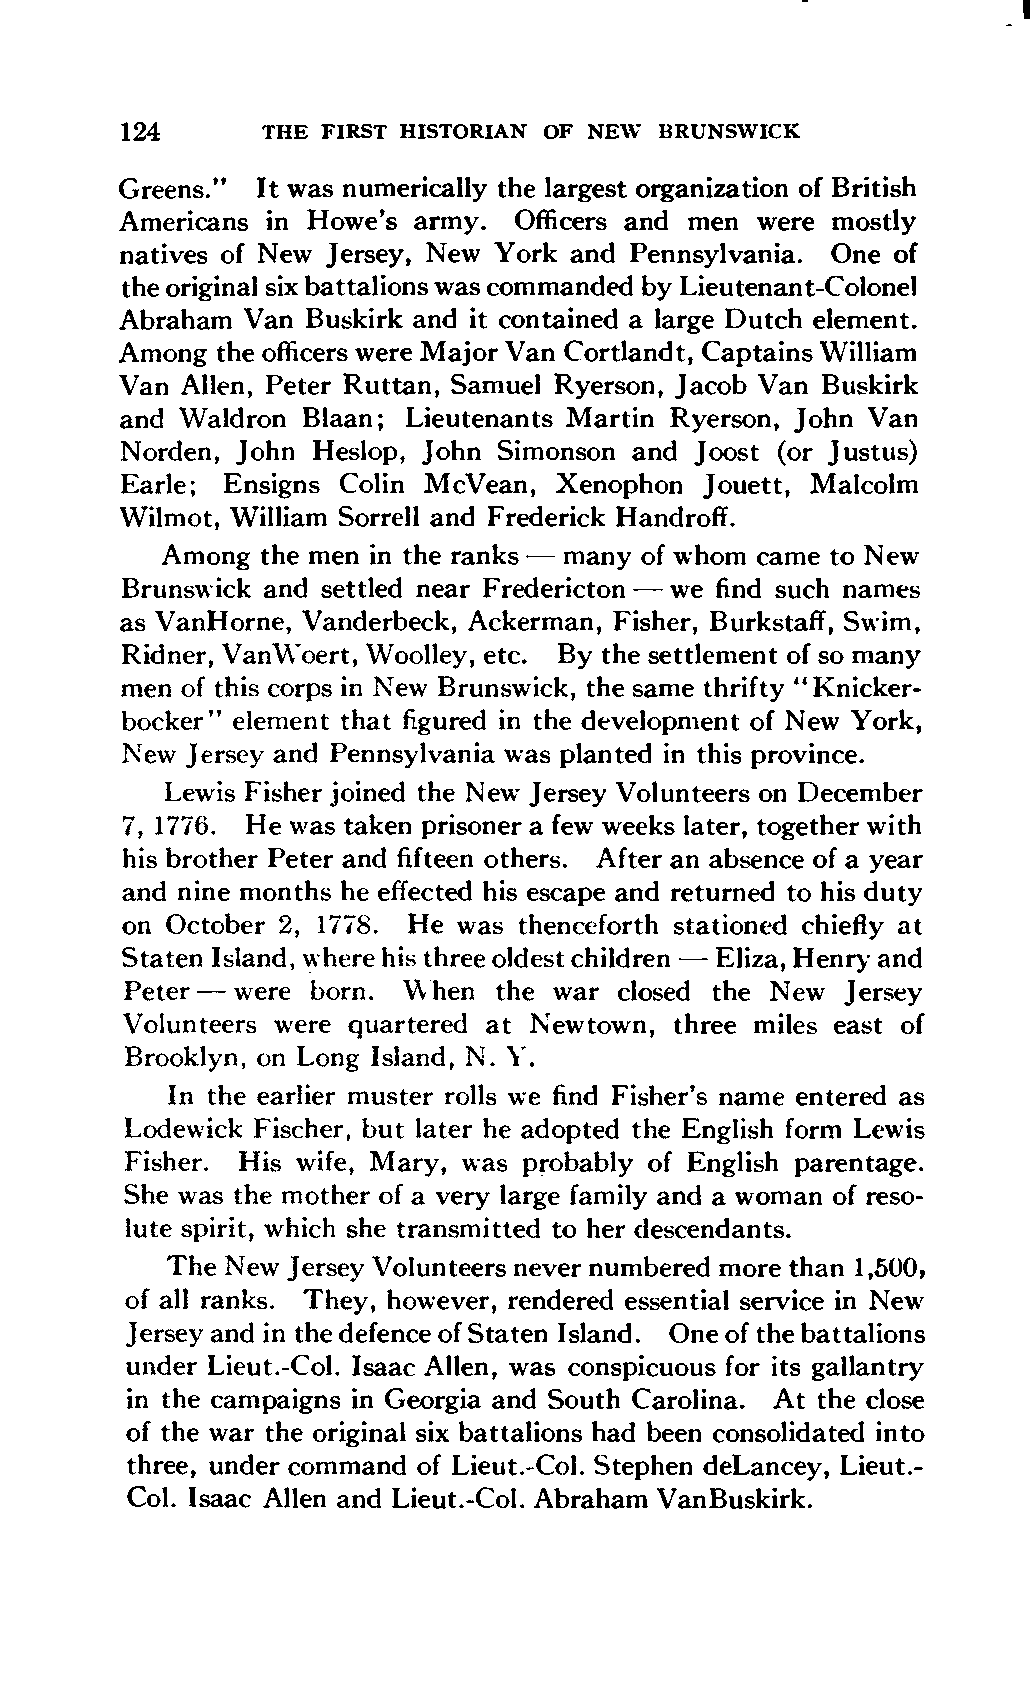 124 THE FIRST HISTORIAN OF NEW BRUNSWICK
Greens." It was numerically the largest organization of British
Americans in Howe's army. Officers and men were mostly
natives of New Jersey, New York and Pennsylvania. One of
the original six battalions was commanded by Lieutenant-Colonel
Abraham Van Buskirk and it contained a large Dutch element.
Among the officers were Major Van Cortlandt, Captains William
Van Allen, Peter Ruttan, Samuel Ryerson, Jacob Van Buskirk
and Waldron Blaan; Lieutenants Martin Ryerson, John Van
Norden, John Heslop, John Simonson and Joost (or Justus)
Earle; Ensigns Colin McVean, Xenophon Jouett, Malcolm
Wilmot, William Sorrell and Frederick Handroff.
Among the men in the ranks — many of whom came to New
Brunswick and settled near Fredericton — we find such names
as VanHorne, Vanderbeck, Ackerman, Fisher, Burkstaff, Swim,
Ridner, VanWoert, Woolley, etc. By the settlement of so many
men of this corps in New Brunswick, the same thrifty "Knicker-
bocker" element that figured in the development of New York,
New Jersey and Pennsylvania was planted in this province.
Lewis Fisher joined the New Jersey Volunteers on December
7, 1776. He was taken prisoner a few weeks later, together with
his brother Peter and fifteen others. After an absence of a year
and nine months he effected his escape and returned to his duty
on October 2, 1778. He was thenceforth stationed chiefly at
Staten Island, where his three oldest children — Eliza, Henry and
Peter — were born. When the war closed the New Jersey
Volunteers were quartered at Newtown, three miles east of
Brooklyn, on Long Island, N. Y.
In the earlier muster rolls we find Fisher's name entered as
Lodewick Fischer, but later he adopted the English form Lewis
Fisher. His wife, Mary, was probably of English parentage.
She was the mother of a very large family and a woman of reso-
lute spirit, which she transmitted to her descendants.
The New Jersey Volunteers never numbered more than 1,500,
of all ranks. They, however, rendered essential service in New
Jersey and in the defence of Staten Island. One of the battalions
under Lieut.-Col. Isaac Allen, was conspicuous for its gallantry
in the campaigns in Georgia and South Carolina. At the close
of the war the original six battalions had been consolidated into
three, under command of Lieut.-Col. Stephen deLancey, Lieut.-
Col. Isaac Allen and Lieut.-Col. Abraham VanBuskirk.